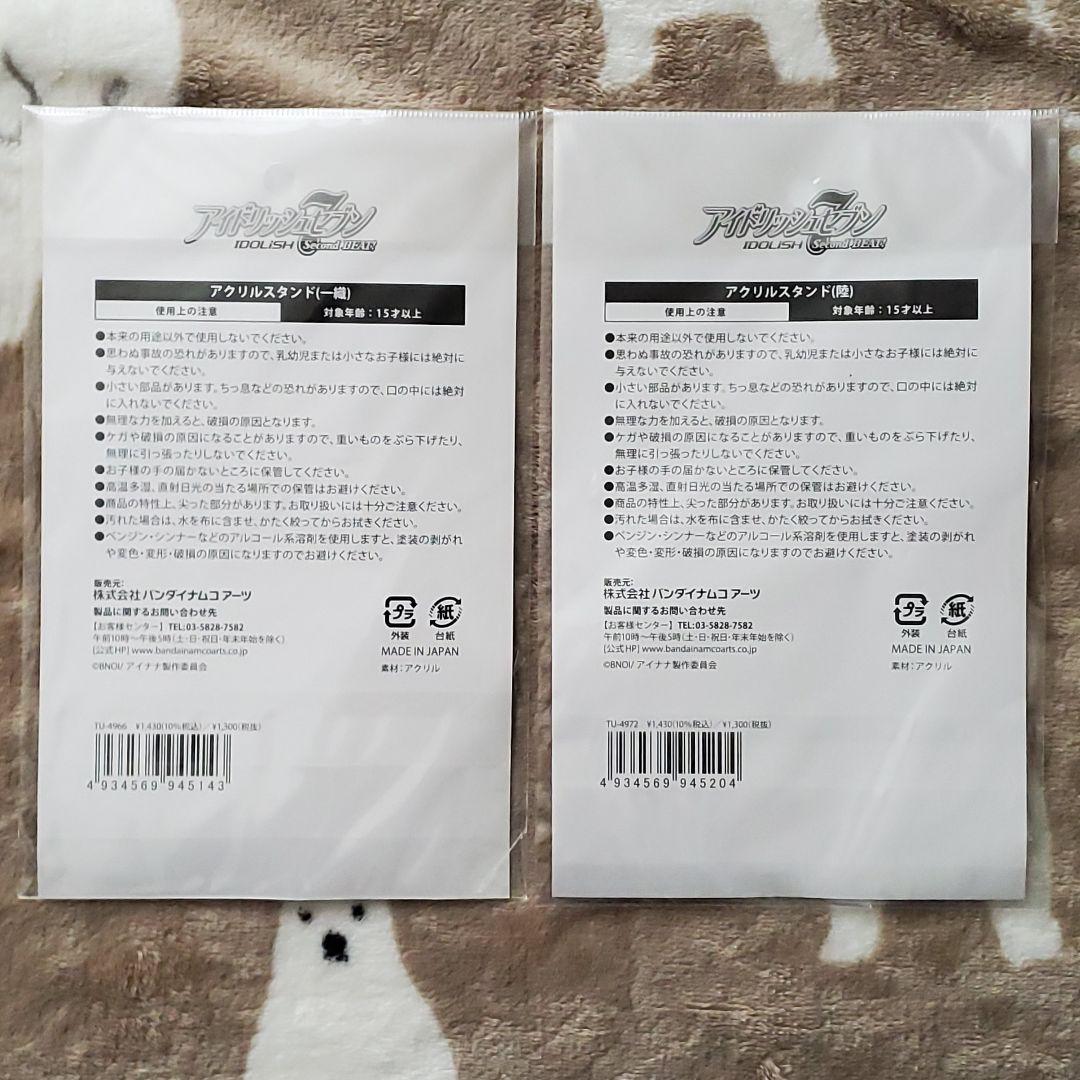 アイドリッシュセブン
IDOLiSH7 Second BEAT!
アクリルスタンド(一織)
使用上の注意 対象年齢：15才以上
●本来の用途以外で使用しないでください。
●思わぬ事故の恐れがありますので、乳幼児または小さなお子様には絶対に
与えないでください。
●小さい部品があります。ちっ息などの恐れがありますので、口の中には絶対
に入れないでください。
●無理な力を加えると、破損の原因となります。
●ケガや破損の原因になることがありますので、重いものをぶら下げたり、
無理に引っ張ったりしないでください。
●お子様の手の届かないところに保管してください。
●高温多湿、直射日光の当たる場所での保管はお避けください。
●商品の特性上、尖った部分があります。お取り扱いには十分ご注意ください。
●汚れた場合は、水を布に含ませ、かたく絞ってからお拭きください。
●ベンジン・シンナーなどのアルコール系溶剤を使用しますと、塗装の剥がれ
や変色・変形・破損の原因になりますのでお避けください。
販売元：
株式会社 バンダイナムコ アーツ
製品に関するお問い合わせ先
【お客様センター】 TEL:03-5828-7582
午前10時～午後5時(土・日・祝日・年末年始を除く)
[公式HP] www.bandainamcoarts.co.jp
©BNOI/ アイナナ製作委員会
プラ 紙
外装 台紙
MADE IN JAPAN
素材：アクリル
TU-4966 ¥1,430(10%税込)／¥1,300(税抜)
4 934569 945143
アイドリッシュセブン
IDOLiSH7 Second BEAT!
アクリルスタンド(陸)
使用上の注意 対象年齢：15才以上
●本来の用途以外で使用しないでください。
●思わぬ事故の恐れがありますので、乳幼児または小さなお子様には絶対に
与えないでください。
●小さい部品があります。ちっ息などの恐れがありますので、口の中には絶対
に入れないでください。
●無理な力を加えると、破損の原因となります。
●ケガや破損の原因になることがありますので、重いものをぶら下げたり、
無理に引っ張ったりしないでください。
●お子様の手の届かないところに保管してください。
●高温多湿、直射日光の当たる場所での保管はお避けください。
●商品の特性上、尖った部分があります。お取り扱いには十分ご注意ください。
●汚れた場合は、水を布に含ませ、かたく絞ってからお拭きください。
●ベンジン・シンナーなどのアルコール系溶剤を使用しますと、塗装の剥がれ
や変色・変形・破損の原因になりますのでお避けください。
販売元：
株式会社 バンダイナムコ アーツ
製品に関するお問い合わせ先
【お客様センター】 TEL:03-5828-7582
午前10時～午後5時(土・日・祝日・年末年始を除く)
[公式HP] www.bandainamcoarts.co.jp
©BNOI/ アイナナ製作委員会
プラ 紙
外装 台紙
MADE IN JAPAN
素材：アクリル
TU-4972 ¥1,430(10%税込)／¥1,300(税抜)
4 934569 945204